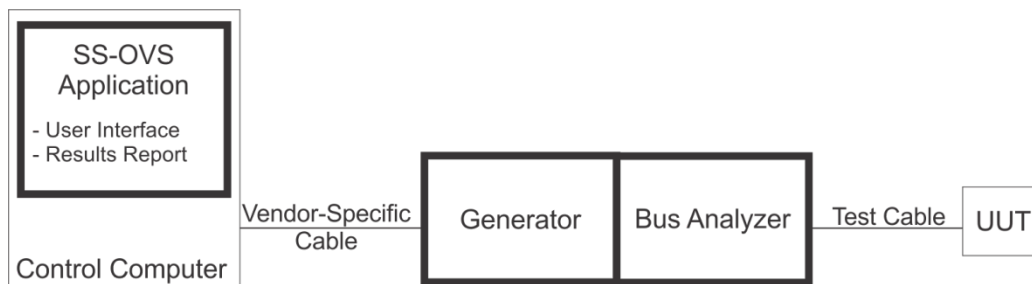 SS-OVS
Application
- User Interface
- Results Report
Control Computer
Vendor-Specific
Cable
Generator
Bus Analyzer
Test Cable
UUT